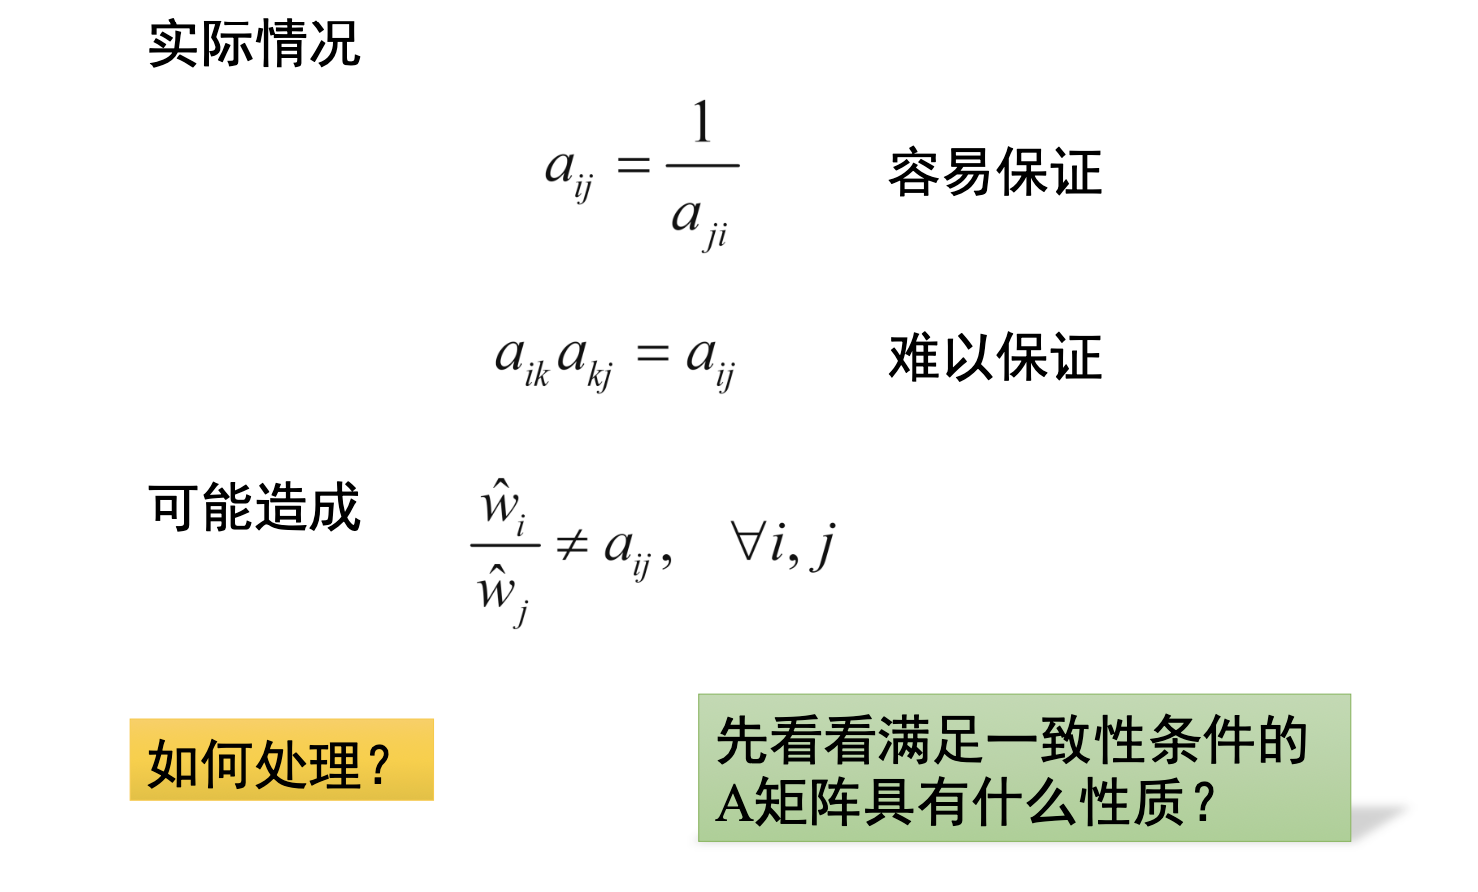 实际情况
a_{ij} = \frac{1}{a_{ji}} 容易保证
a_{ik} a_{kj} = a_{ij} 难以保证
可能造成 \frac{\hat{w}_i}{\hat{w}_j} ≠ a_{ij}, ∀i, j
如何处理？
先看看满足一致性条件的
A矩阵具有什么性质？